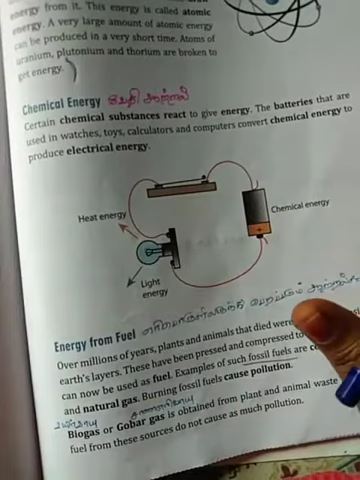 energy from it. This energy is called atomic
energy. A very large amount of atomic energy
can be produced in a very short time. Atoms of
uranium, plutonium and thorium are broken to
get energy.
Chemical Energy வேதி ஆற்றல்
Certain chemical substances react to give energy. The batteries that are
used in watches, toys, calculators and computers convert chemical energy to
produce electrical energy.
Heat energy
Chemical energy
Light
energy
Energy from Fuel
Over millions of years, plants and animals that died were
earth's layers. These have been pressed and compressed to
can now be used as fuel. Examples of such fossil fuels are
and natural gas. Burning fossil fuels cause pollution.
Biogas or Gobar gas is obtained from plant and animal waste
fuel from these sources do not cause as much pollution.